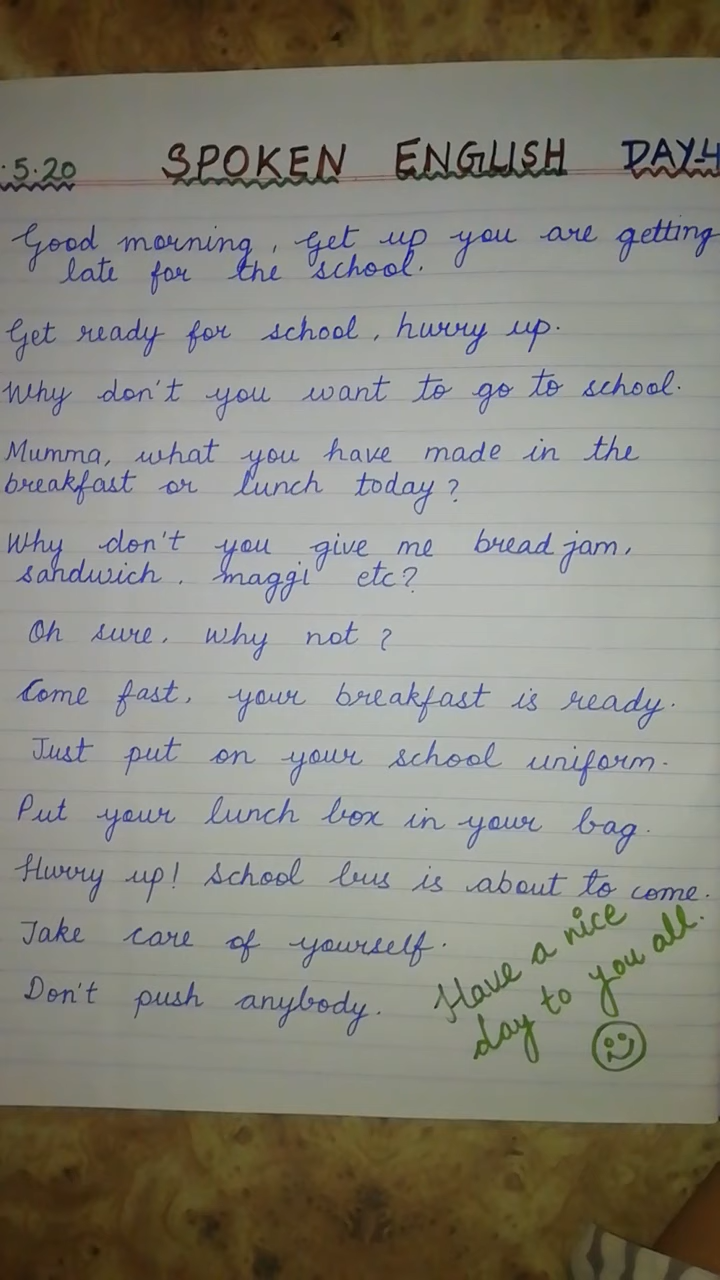 .5.20 SPOKEN ENGLISH DAY-4
Good morning, Get up you are getting
late for the school.
Get ready for school, hurry up.
Why don't you want to go to school.
Mumma, what you have made in the
breakfast or lunch today?
Why don't you give me bread jam,
sandwich, maggi etc?
Oh sure, why not?
Come fast, your breakfast is ready.
Just put on your school uniform.
Put your lunch box in your bag.
Hurry up! School bus is about to come.
Take care of yourself.
Don't push anybody.
Have a nice
day to you all.